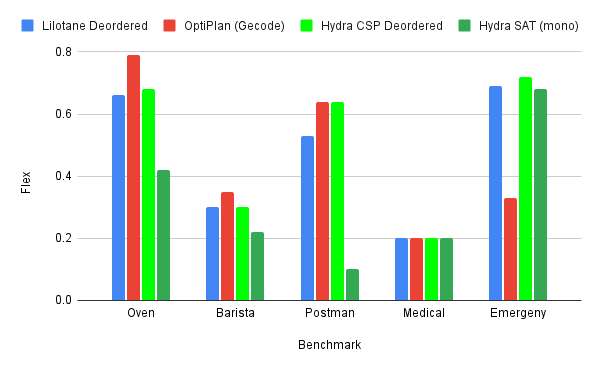 Lilotane Deordered OptiPlan (Gecode) Hydra CSP Deordered Hydra SAT (mono)
0.8
0.6
0.4
0.2
0.0
Flex
Oven Barista Postman Medical Emergeny
Benchmark